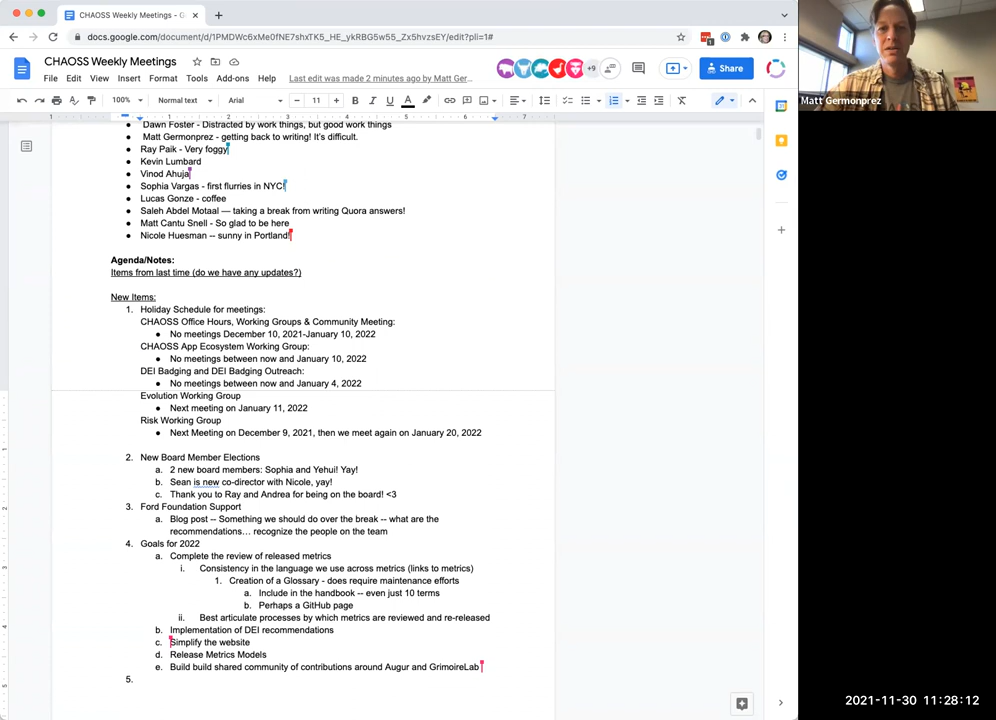 CHAOSS Weekly Meetings - G
docs.google.com/document/d/1PMDWc6xMe0fNE7shxTK5_HE_ykRBG5w55_Zx5hvzsEY/edit?pli=1#
CHAOSS Weekly Meetings
File Edit View Insert Format Tools Add-ons Help Last edit was made 2 minutes ago by Matt Ger...
+9
Share
100% Normal text Arial 11
1 1 2 3 4 5 6 7
Dawn Foster - Distracted by work things, but good work things
Matt Germonprez - getting back to writing! It's difficult.
Ray Paik - Very foggy
Kevin Lumbard
Vinod Ahuja
Sophia Vargas - first flurries in NYC!
Lucas Gonze - coffee
Saleh Abdel Motaal — taking a break from writing Quora answers!
Matt Cantu Snell - So glad to be here
Nicole Huesman -- sunny in Portland!
Agenda/Notes:
Items from last time (do we have any updates?)
New Items:
1. Holiday Schedule for meetings:
CHAOSS Office Hours, Working Groups & Community Meeting:
No meetings December 10, 2021-January 10, 2022
CHAOSS App Ecosystem Working Group:
No meetings between now and January 10, 2022
DEI Badging and DEI Badging Outreach:
No meetings between now and January 4, 2022
Evolution Working Group
Next meeting on January 11, 2022
Risk Working Group
Next Meeting on December 9, 2021, then we meet again on January 20, 2022
2. New Board Member Elections
a. 2 new board members: Sophia and Yehui! Yay!
b. Sean is new co-director with Nicole, yay!
c. Thank you to Ray and Andrea for being on the board! <3
3. Ford Foundation Support
a. Blog post -- Something we should do over the break -- what are the
recommendations… recognize the people on the team
4. Goals for 2022
a. Complete the review of released metrics
i. Consistency in the language we use across metrics (links to metrics)
1. Creation of a Glossary - does require maintenance efforts
a. Include in the handbook -- even just 10 terms
b. Perhaps a GitHub page
ii. Best articulate processes by which metrics are reviewed and re-released
b. Implementation of DEI recommendations
c. Simplify the website
d. Release Metrics Models
e. Build build shared community of contributions around Augur and GrimoireLab
5.
Matt Germonprez
2021-11-30 11:28:12